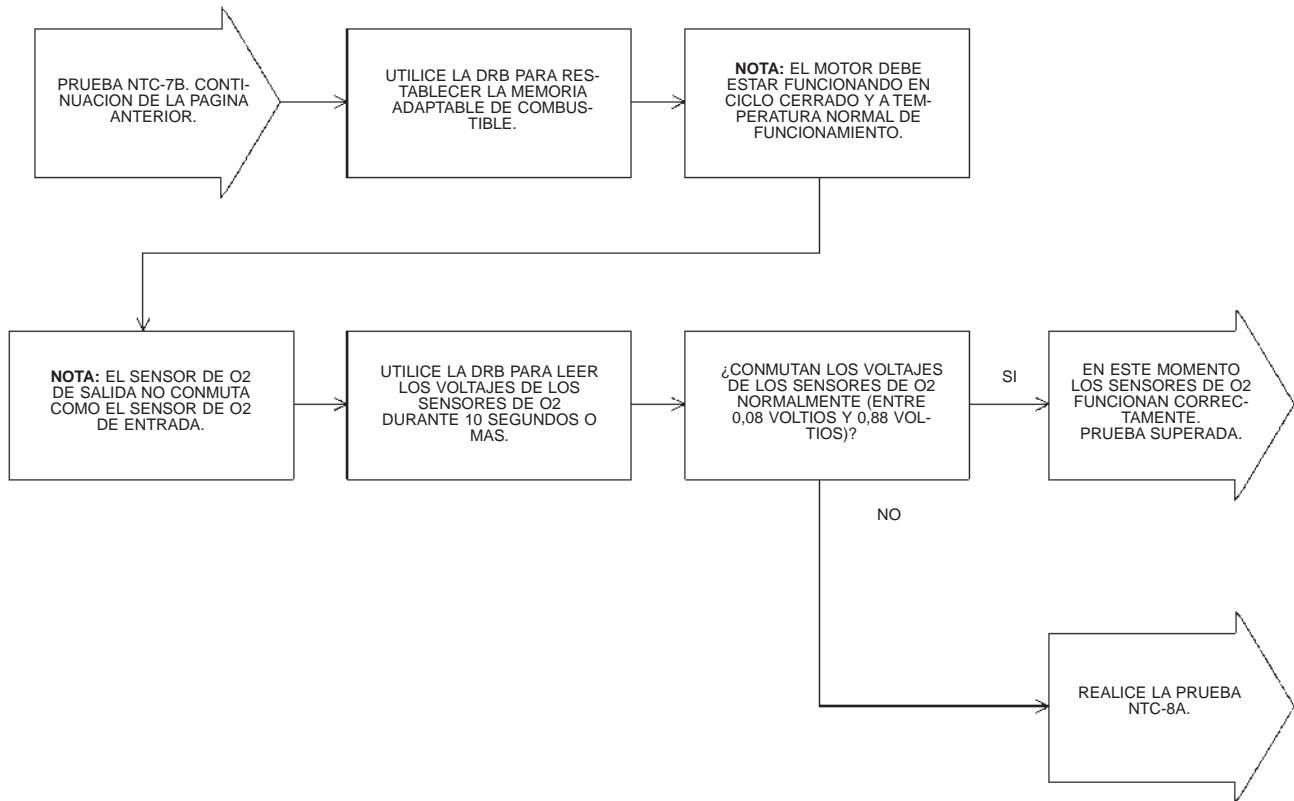 PRUEBA NTC-7B. CONTI-
NUACION DE LA PAGINA
ANTERIOR.
UTILICE LA DRB PARA RES-
TABLECER LA MEMORIA
ADAPTABLE DE COMBUS-
TIBLE.
NOTA: EL MOTOR DEBE
ESTAR FUNCIONANDO EN
CICLO CERRADO Y A TEM-
PERATURA NORMAL DE
FUNCIONAMIENTO.
NOTA: EL SENSOR DE O2
DE SALIDA NO CONMUTA
COMO EL SENSOR DE O2
DE ENTRADA.
UTILICE LA DRB PARA LEER
LOS VOLTAJES DE LOS
SENSORES DE O2
DURANTE 10 SEGUNDOS O
MAS.
¿CONMUTAN LOS VOLTAJES
DE LOS SENSORES DE O2
NORMALMENTE (ENTRE
0,08 VOLTIOS Y 0,88 VOL-
TIOS)?
SI
EN ESTE MOMENTO
LOS SENSORES DE O2
FUNCIONAN CORREC-
TAMENTE.
PRUEBA SUPERADA.
NO
REALICE LA PRUEBA
NTC-8A.